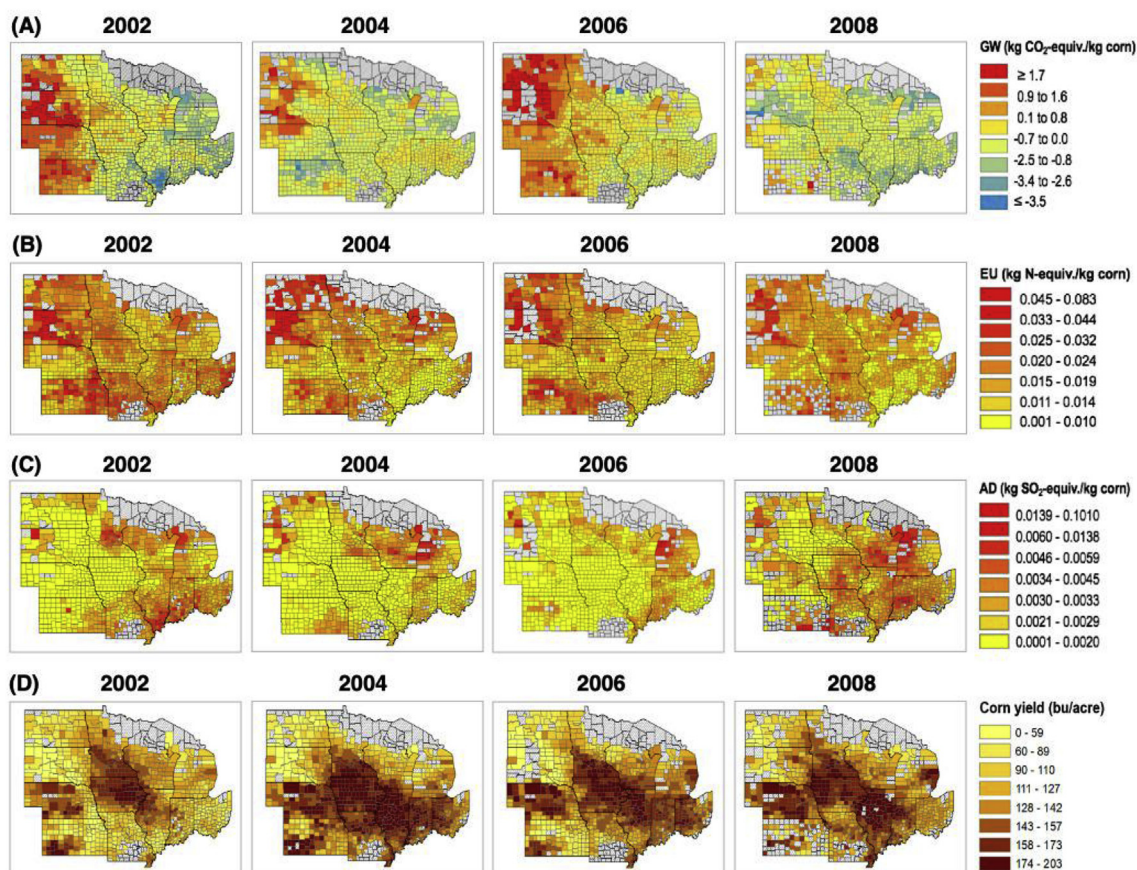 (A)
2002 2004 2006 2008
GW (kg CO₂-equiv./kg corn)
≥ 1.7
0.9 to 1.6
0.1 to 0.8
-0.7 to 0.0
-2.5 to -0.8
-3.4 to -2.6
≤ -3.5
(B)
2002 2004 2006 2008
EU (kg N-equiv./kg corn)
0.045 - 0.083
0.033 - 0.044
0.025 - 0.032
0.020 - 0.024
0.015 - 0.019
0.011 - 0.014
0.001 - 0.010
(C)
2002 2004 2006 2008
AD (kg SO₂-equiv./kg corn)
0.0139 - 0.1010
0.0060 - 0.0138
0.0046 - 0.0059
0.0034 - 0.0045
0.0030 - 0.0033
0.0021 - 0.0029
0.0001 - 0.0020
(D)
2002 2004 2006 2008
Corn yield (bu/acre)
0 - 59
60 - 89
90 - 110
111 - 127
128 - 142
143 - 157
158 - 173
174 - 203